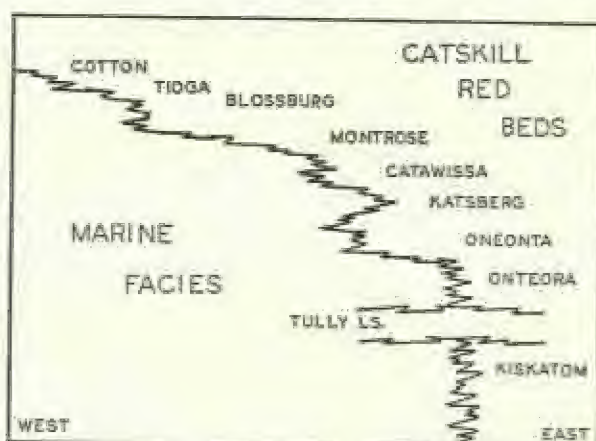 CATSKILL
RED
BEDS
COTTON
TIOGA
BLOSSBURG
MONTROSE
CATAWISSA
KATSBERG
ONEONTA
ONTEORA
MARINE
FACIES
TULLY LS.
KISKATOM
WEST
EAST